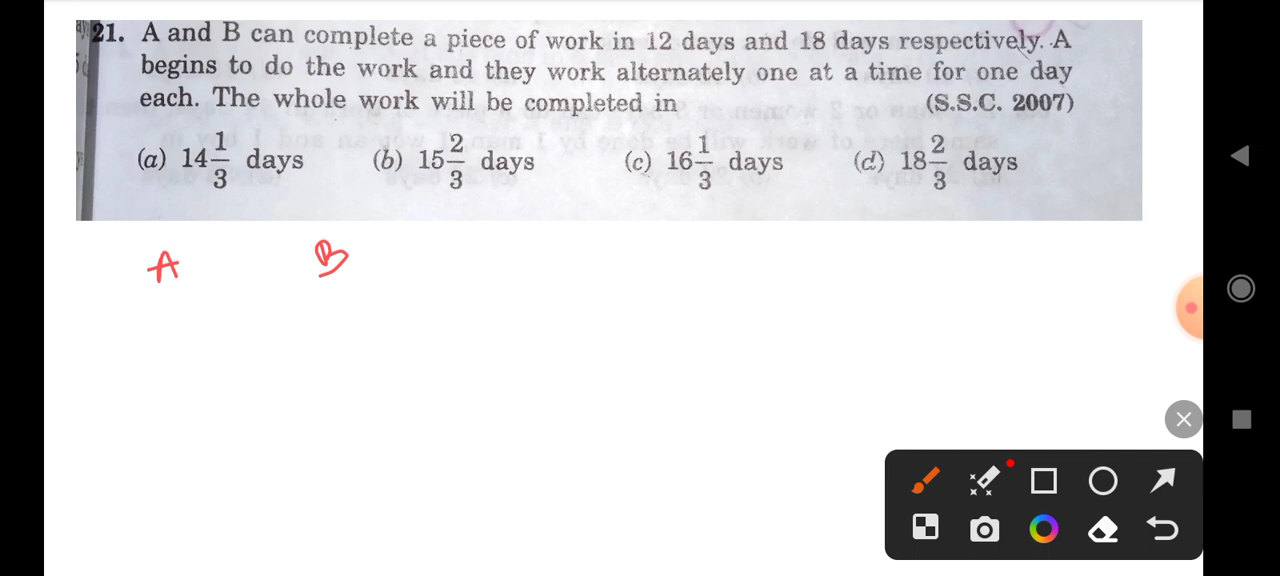 21. A and B can complete a piece of work in 12 days and 18 days respectively. A
begins to do the work and they work alternately one at a time for one day
each. The whole work will be completed in (S.S.C. 2007)
(a) 14 1/3 days (b) 15 2/3 days (c) 16 1/3 days (d) 18 2/3 days
A B